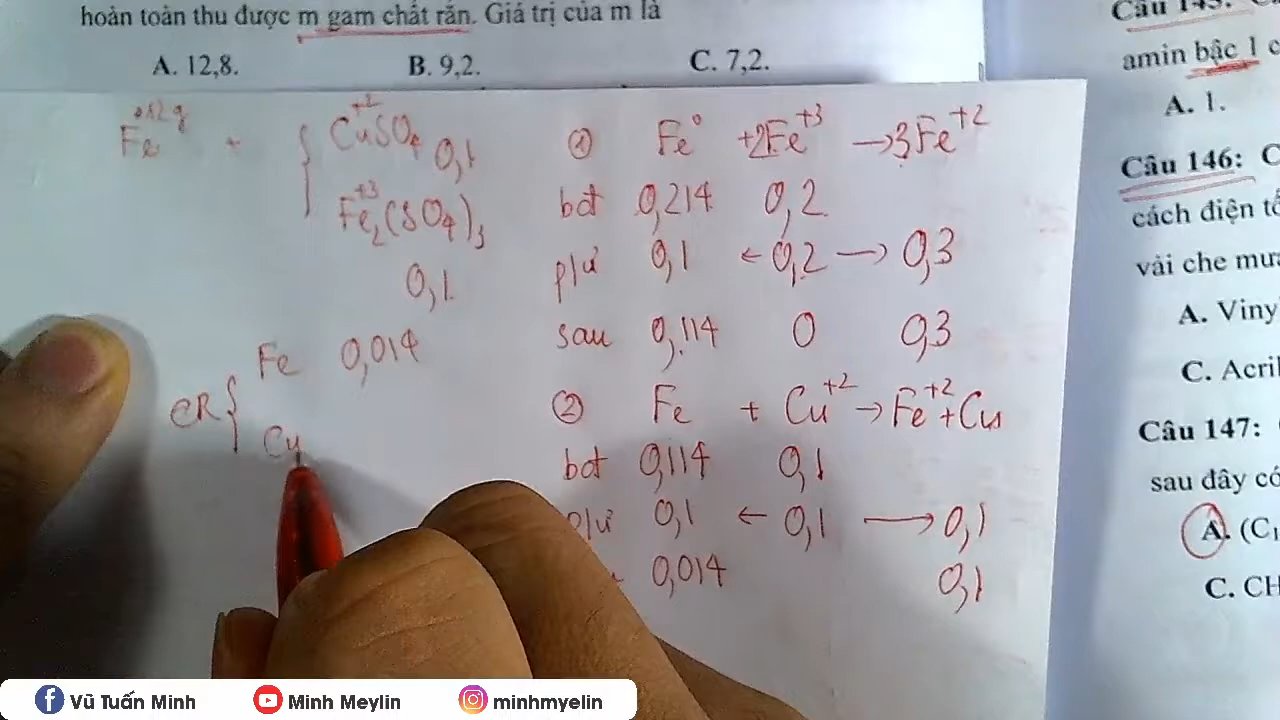 hoàn toàn thu được m gam chất rắn. Giá trị của m là
A. 12,8.
B. 9,2.
C. 7,2.
Fe + { CuSO4 0,1
+2
Fe2(SO4)3
+3
0,1
① Fe⁰ +2Fe+3 → 3Fe+2
bđ 0,214 0,2
p/ư 0,1 ← 0,2 → 0,3
sau 0,114 0 0,3
② Fe + Cu+2 → Fe+2 + Cu
bđ 0,114 0,1
p/ư 0,1 ← 0,1 → 0,1
0,014 0,1
CR { Fe 0,014
Cu
amin bậc 1
A. 1.
Câu 146:
cách điện
vải che
A. Viny
C. Acril
Câu 147:
sau đây có
A. (C1
C. CH
Vũ Tuấn Minh
Minh Meylin
minhmyelin